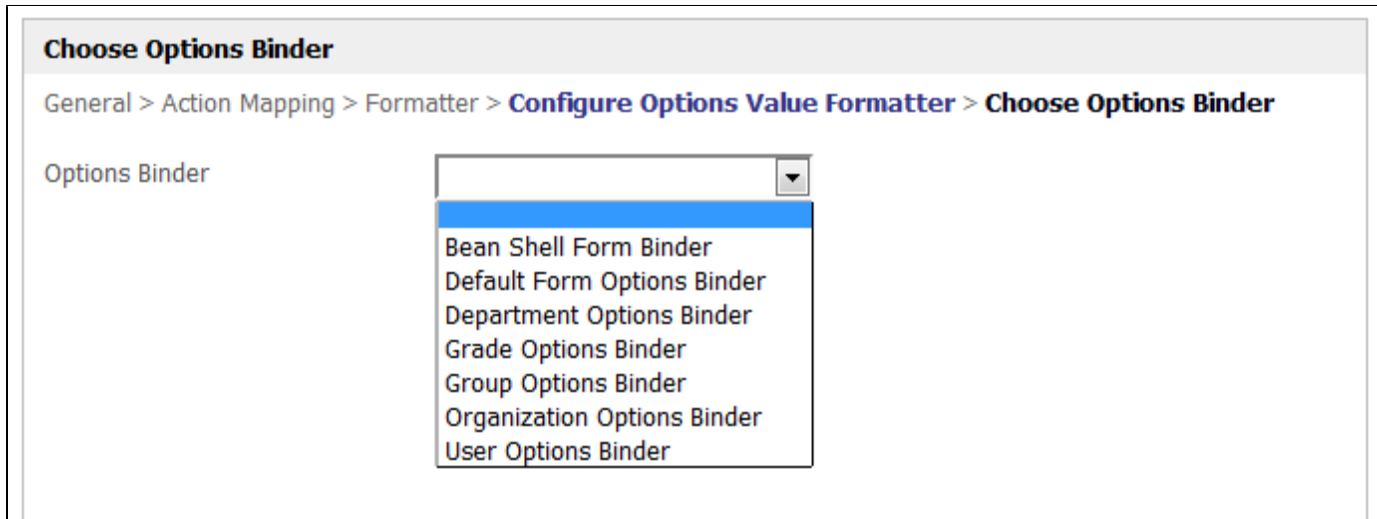 Choose Options Binder
General > Action Mapping > Formatter > Configure Options Value Formatter > Choose Options Binder
Options Binder
Bean Shell Form Binder
Default Form Options Binder
Department Options Binder
Grade Options Binder
Group Options Binder
Organization Options Binder
User Options Binder